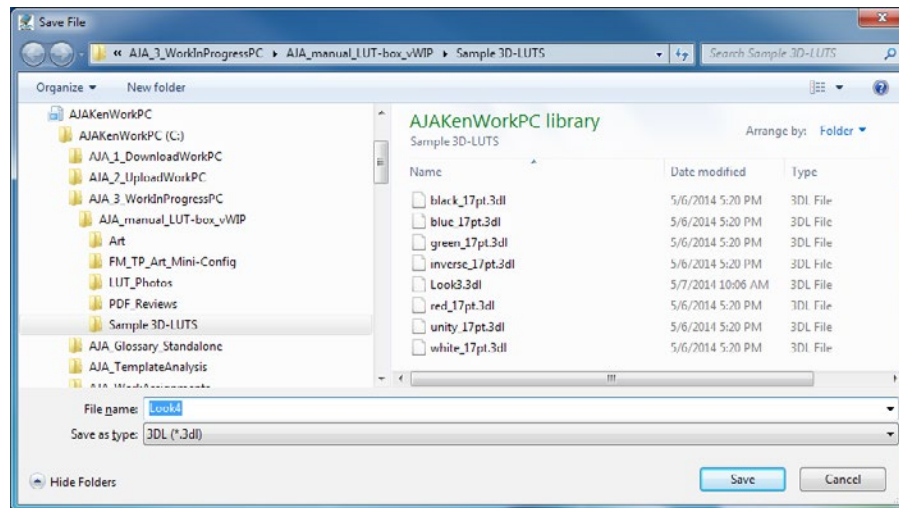 Save File
« AJA_3_WorkInProgressPC ▸ AJA_manual_LUT-box_vWIP ▸ Sample 3D-LUTS
Search Sample 3D-LUTS
Organize New folder
AJAKenWorkPC
AJAKenWorkPC (C:)
AJA_1_DownloadWorkPC
AJA_2_UploadWorkPC
AJA_3_WorkInProgressPC
AJA_manual_LUT-box_vWIP
Art
FM_TP_Art_Mini-Config
LUT_Photos
PDF_Reviews
Sample 3D-LUTS
AJA_Glossary_Standalone
AJA_TemplateAnalysis
AJA_WorkAssignments
AJAKenWorkPC library
Sample 3D-LUTS
Arrange by: Folder
Name Date modified Type
black_17pt.3dl 5/6/2014 5:20 PM 3DL File
blue_17pt.3dl 5/6/2014 5:20 PM 3DL File
green_17pt.3dl 5/6/2014 5:20 PM 3DL File
inverse_17pt.3dl 5/6/2014 5:20 PM 3DL File
Look3.3dl 5/7/2014 10:06 AM 3DL File
red_17pt.3dl 5/6/2014 5:20 PM 3DL File
unity_17pt.3dl 5/6/2014 5:20 PM 3DL File
white_17pt.3dl 5/6/2014 5:20 PM 3DL File
File name: Look4
Save as type: 3DL (*.3dl)
Hide Folders
Save Cancel